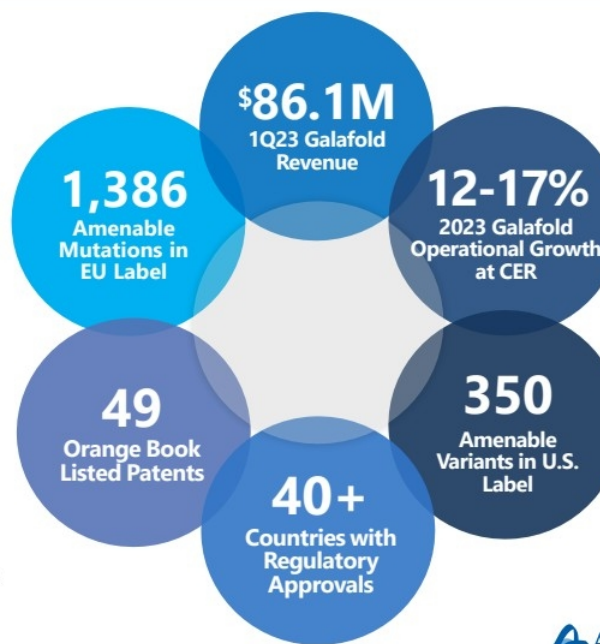 $86.1M
1Q23 Galafold
Revenue
12-17%
2023 Galafold
Operational Growth
at CER
350
Amenable
Variants in U.S.
Label
40+
Countries with
Regulatory
Approvals
49
Orange Book
Listed Patents
1,386
Amenable
Mutations in
EU Label